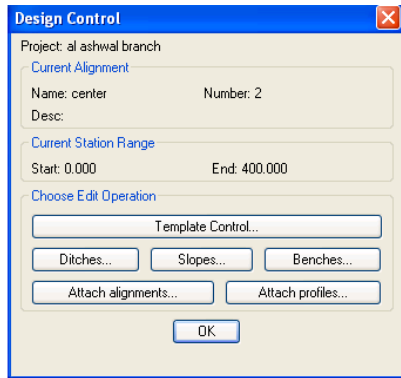 Design Control
Project: al ashwal branch
Current Alignment
Name: center Number: 2
Desc:
Current Station Range
Start: 0.000 End: 400.000
Choose Edit Operation
Template Control...
Ditches... Slopes... Benches...
Attach alignments... Attach profiles...
OK